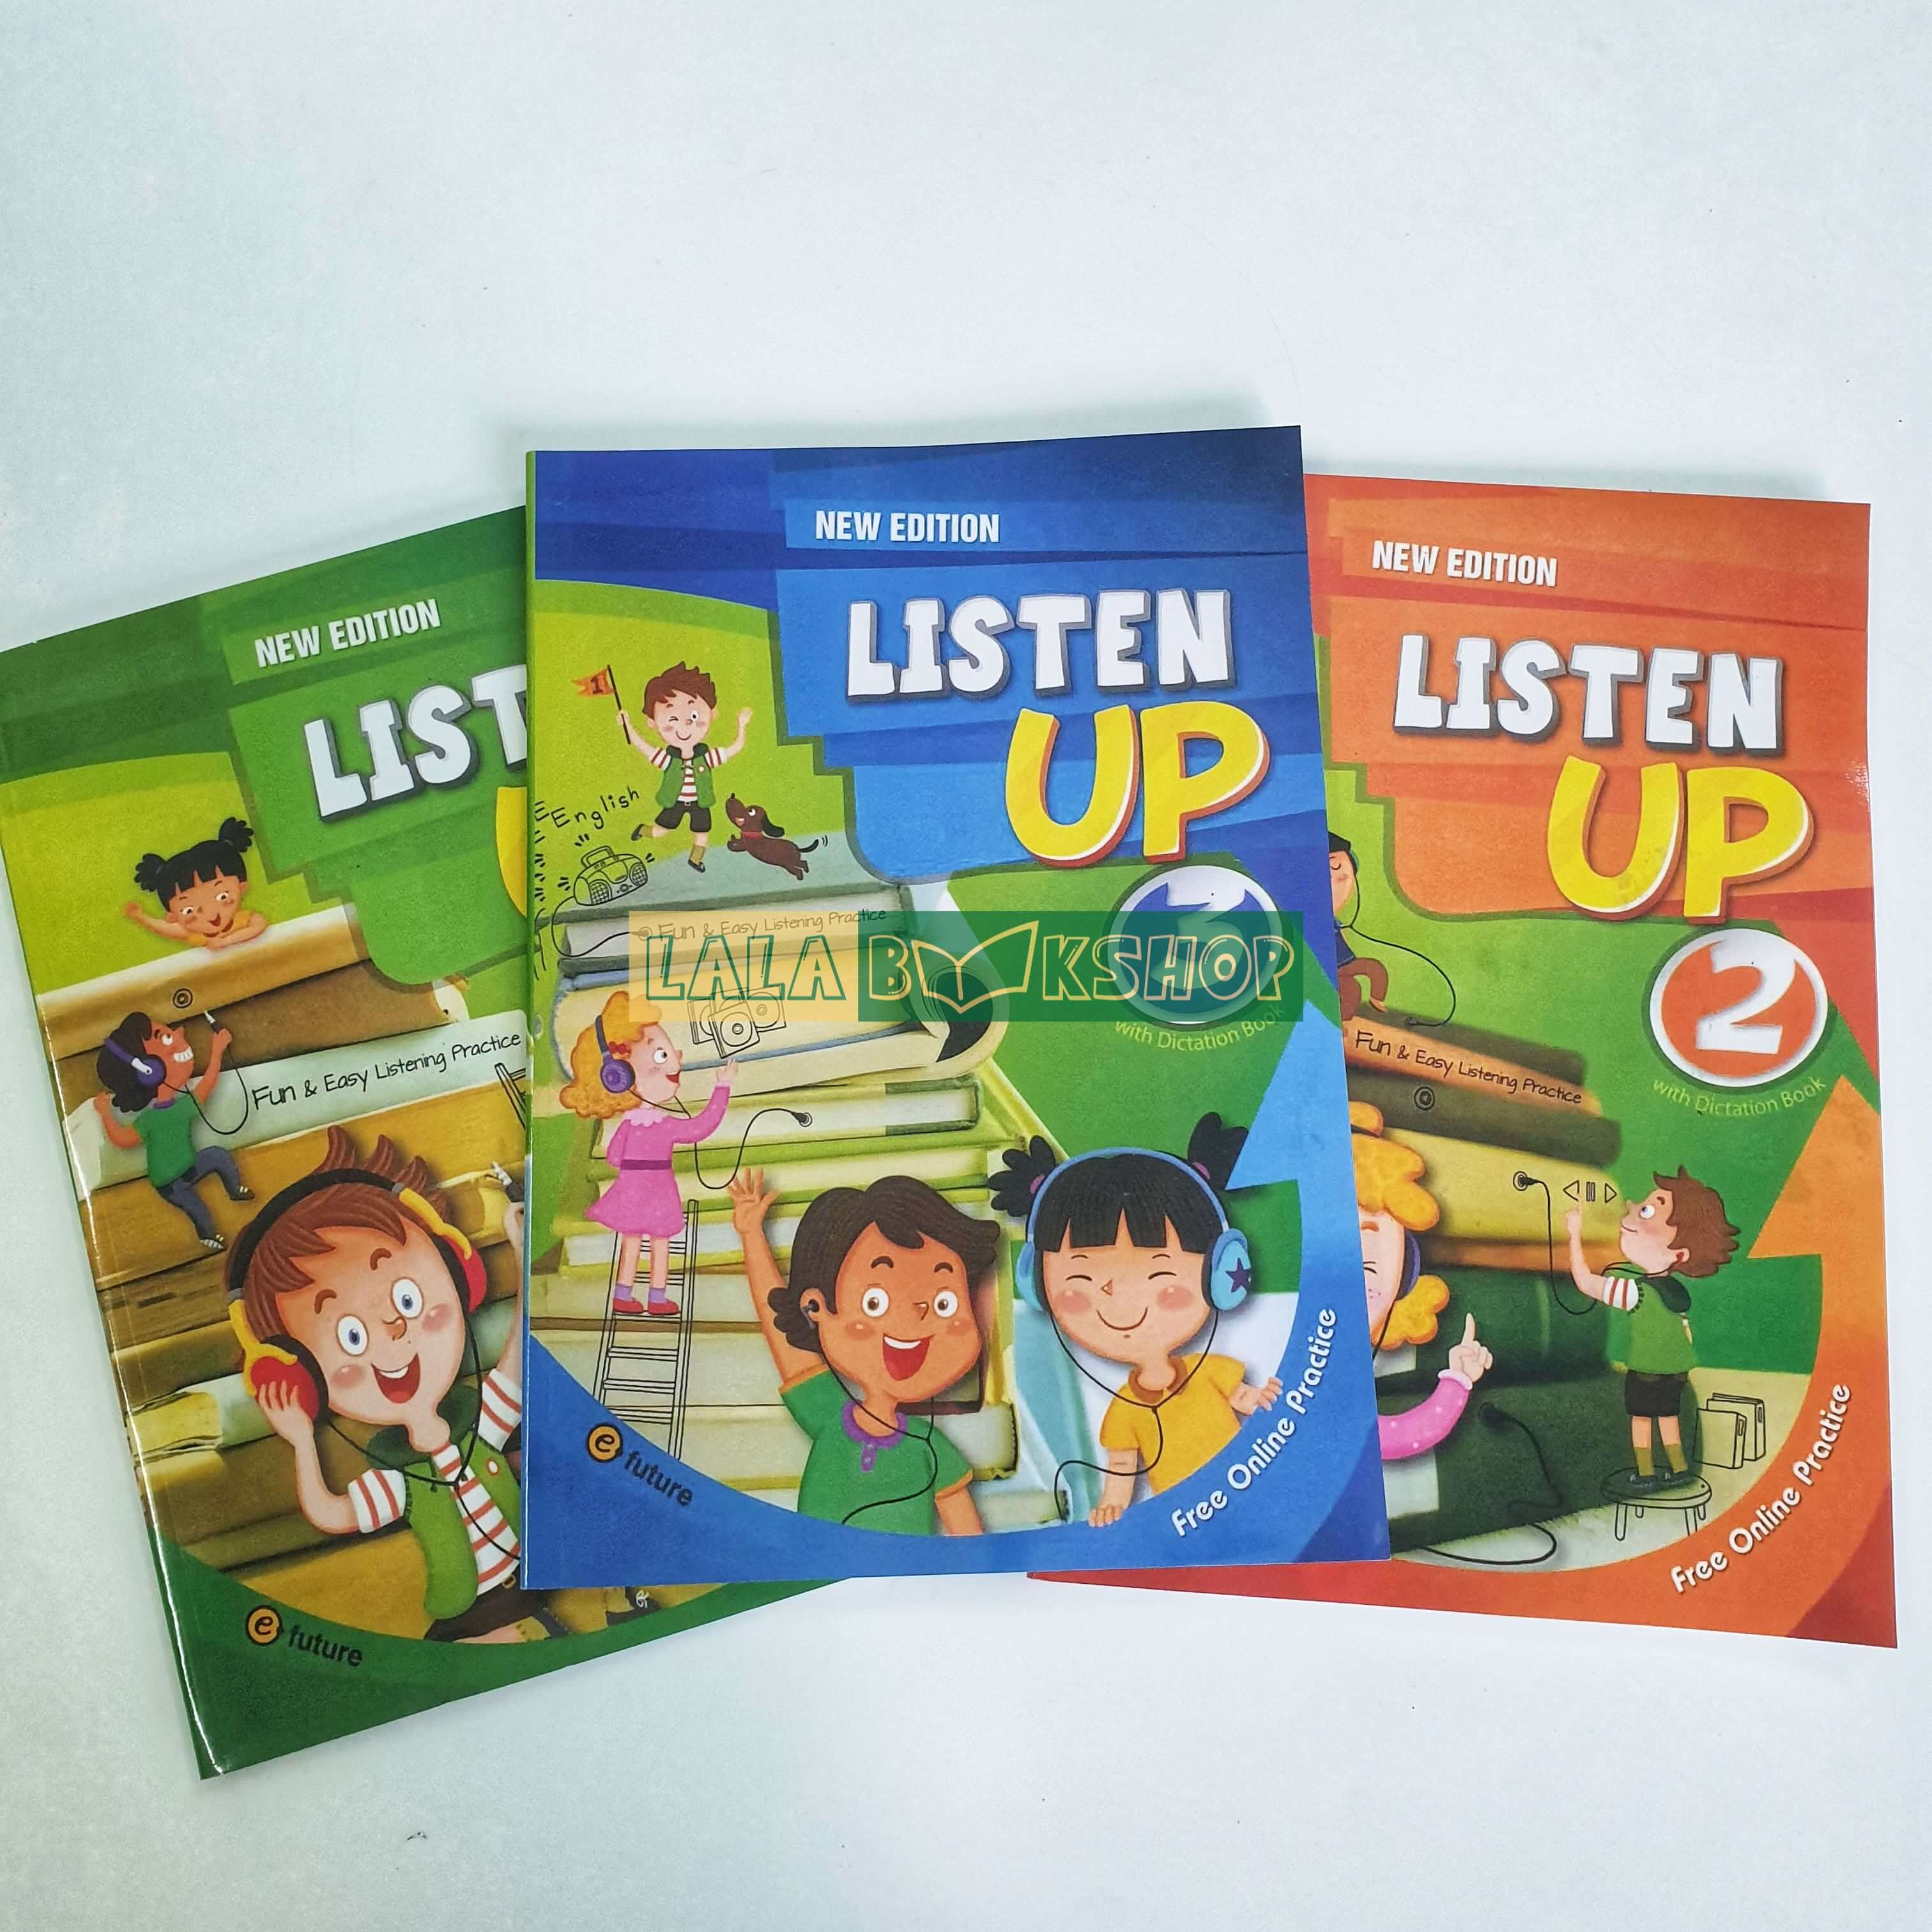 NEW EDITION
LIST
Fun & Easy Listening Practice
e future
NEW EDITION
LISTEN
UP
3
with Dictation Book
1
English
Fun & Easy Listening Practice
LALA BOOKSHOP
e future
Free Online Practice
NEW EDITION
LISTEN
UP
2
with Dictation Book
Fun & Easy Listening Practice
Free Online Practice